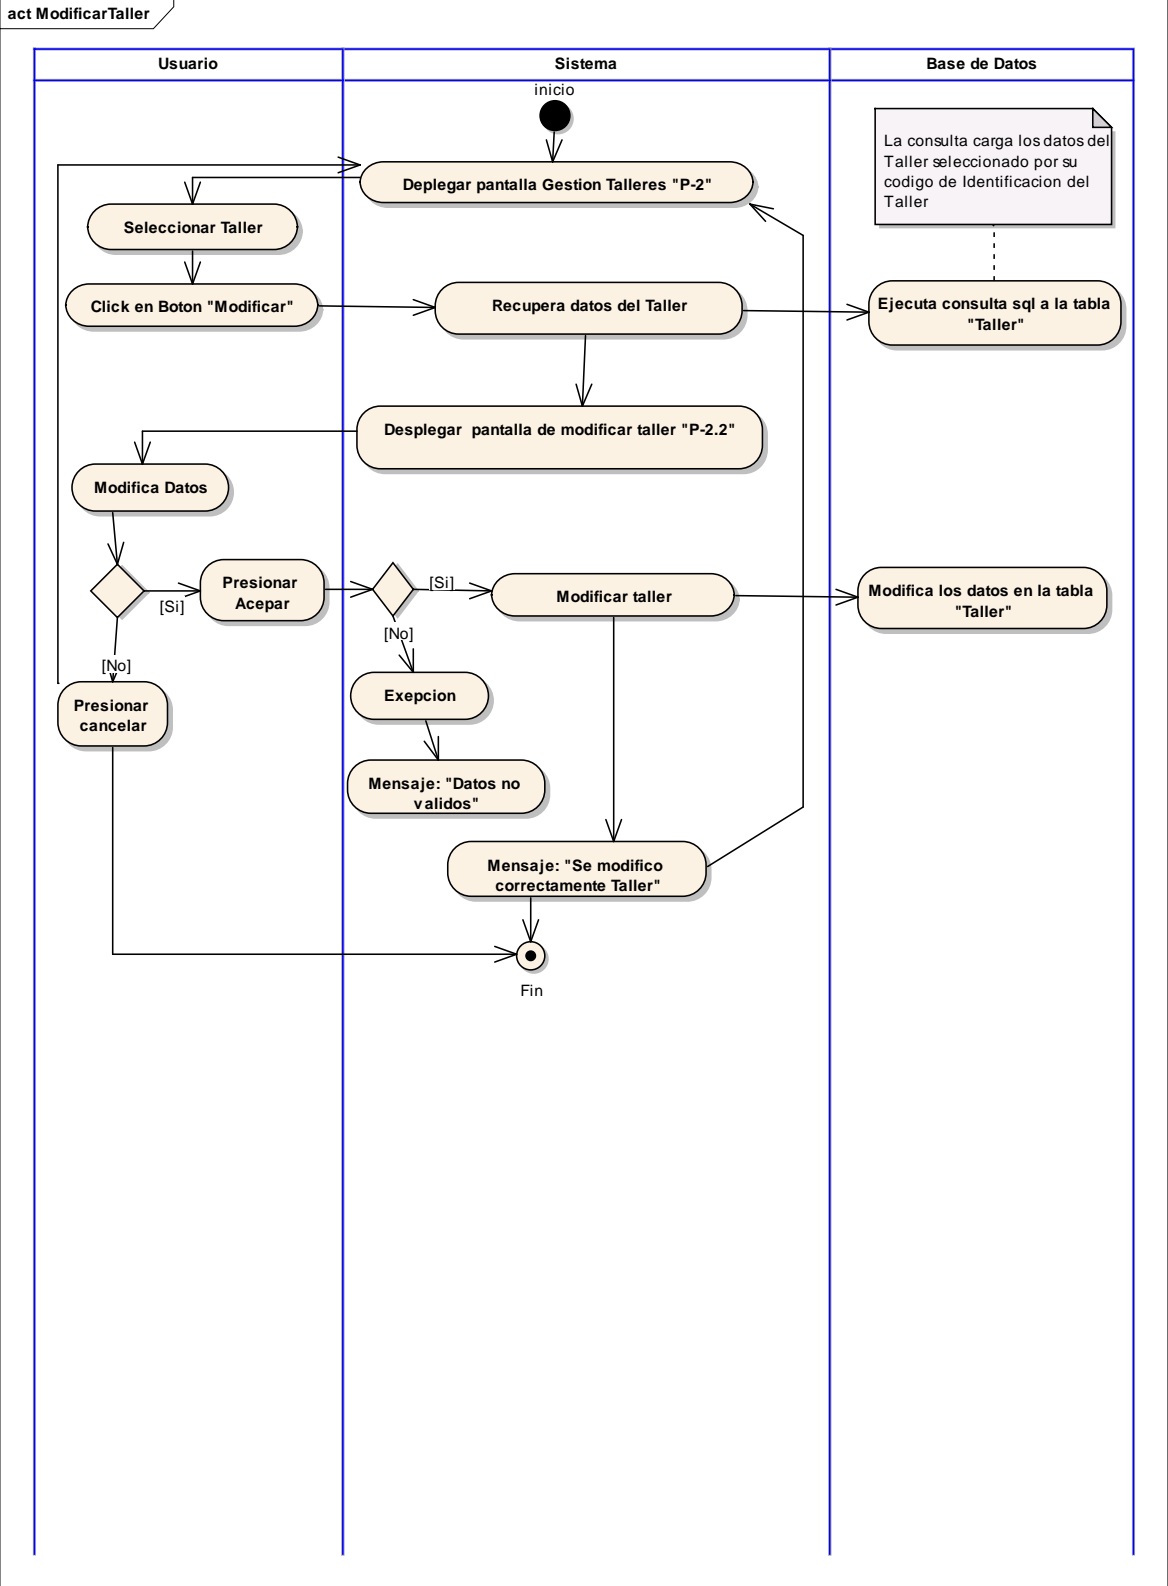 act ModificarTaller
Usuario
Sistema
Base de Datos
inicio
La consulta carga los datos del
Taller seleccionado por su
codigo de Identificacion del
Taller
Deplegar pantalla Gestion Talleres "P-2"
Seleccionar Taller
Click en Boton "Modificar"
Recupera datos del Taller
Ejecuta consulta sql a la tabla
"Taller"
Desplegar pantalla de modificar taller "P-2.2"
Modifica Datos
Presionar
Acepar
[Si]
[Si]
Modificar taller
Modifica los datos en la tabla
"Taller"
[No]
[No]
Presionar
cancelar
Exepcion
Mensaje: "Datos no
validos"
Mensaje: "Se modifico
correctamente Taller"
Fin